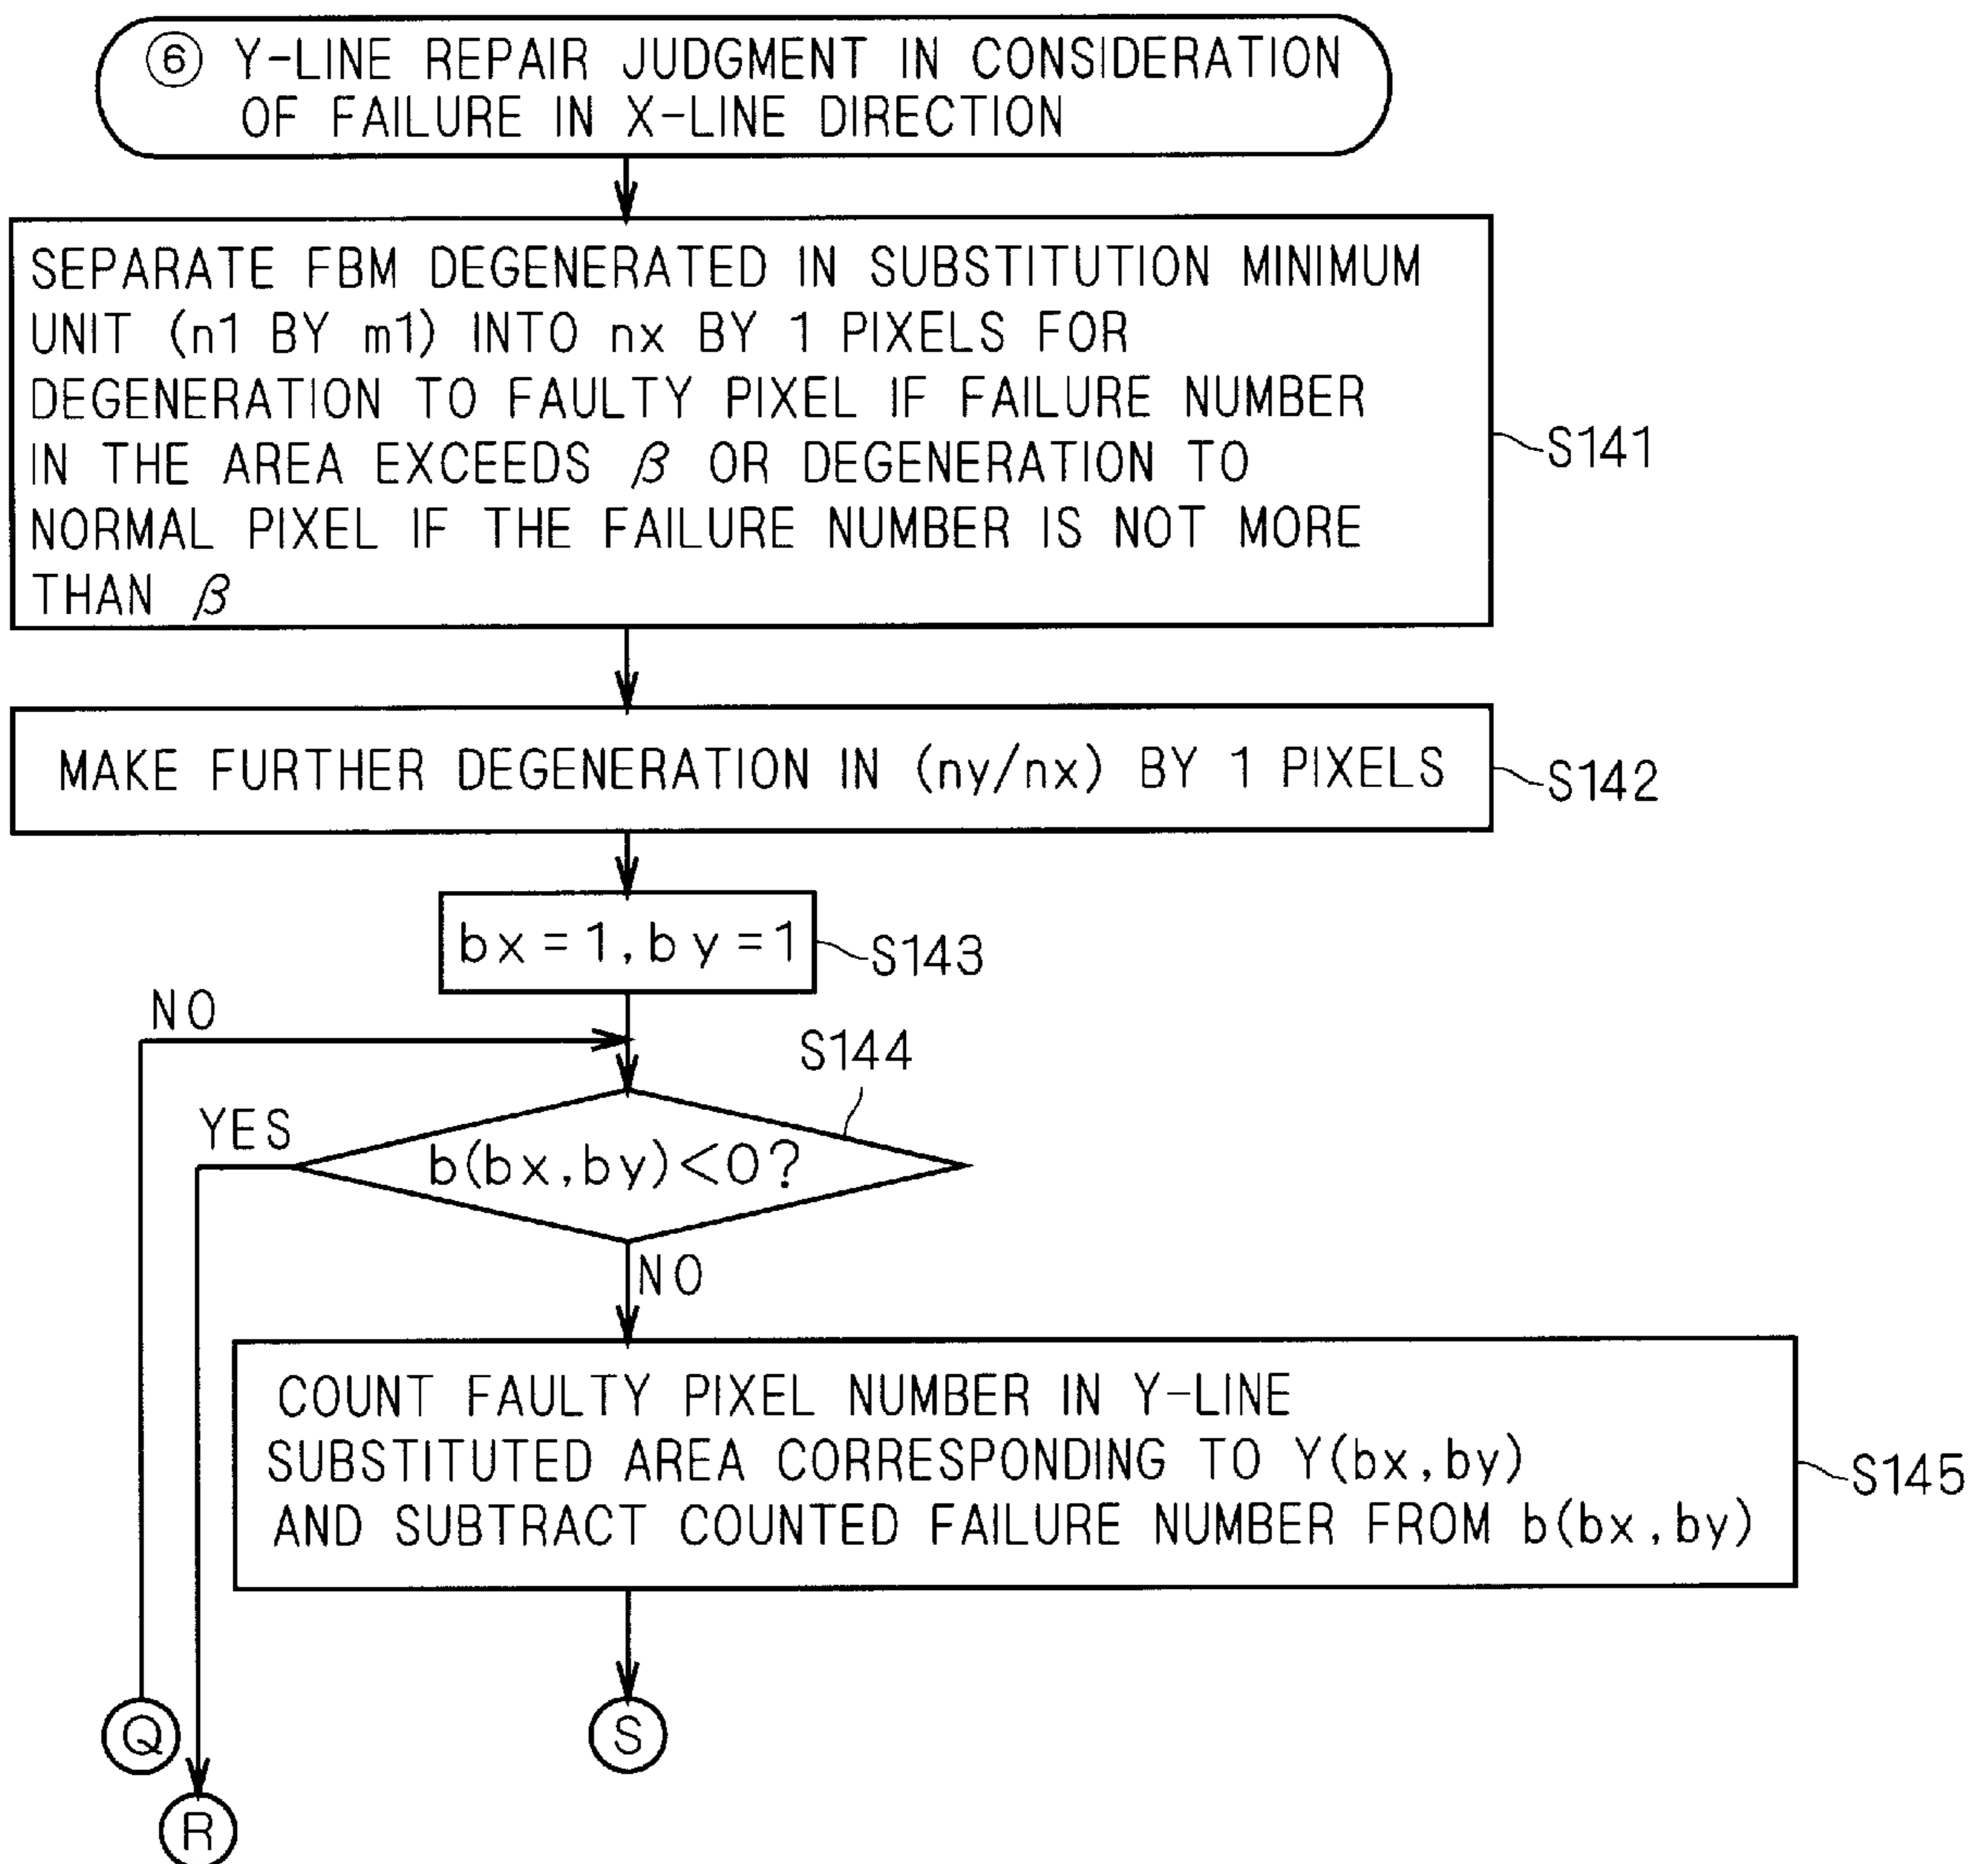 ⑥ Y-LINE REPAIR JUDGMENT IN CONSIDERATION
OF FAILURE IN X-LINE DIRECTION
SEPARATE FBM DEGENERATED IN SUBSTITUTION MINIMUM
UNIT (n1 BY m1) INTO nx BY 1 PIXELS FOR
DEGENERATION TO FAULTY PIXEL IF FAILURE NUMBER
IN THE AREA EXCEEDS β OR DEGENERATION TO
NORMAL PIXEL IF THE FAILURE NUMBER IS NOT MORE
THAN β
S141
MAKE FURTHER DEGENERATION IN (ny/nx) BY 1 PIXELS
S142
bx=1,by=1
S143
NO
S144
YES
b(bx,by)<0?
NO
COUNT FAULTY PIXEL NUMBER IN Y-LINE
SUBSTITUTED AREA CORRESPONDING TO Y(bx,by)
AND SUBTRACT COUNTED FAILURE NUMBER FROM b(bx,by)
S145
Q
S
R